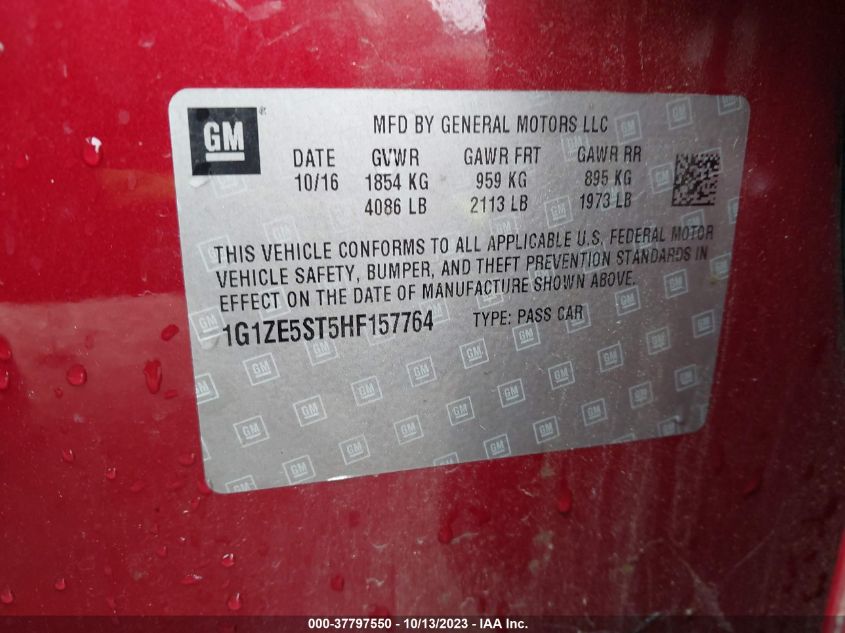 GM ®
MFD BY GENERAL MOTORS LLC
DATE GVWR GAWR FRT GAWR RR
10/16 1854 KG 959 KG 895 KG
4086 LB 2113 LB 1973 LB
THIS VEHICLE CONFORMS TO ALL APPLICABLE U.S. FEDERAL MOTOR
VEHICLE SAFETY, BUMPER, AND THEFT PREVENTION STANDARDS IN
EFFECT ON THE DATE OF MANUFACTURE SHOWN ABOVE.
1G1ZE5ST5HF157764 TYPE: PASS CAR
000-37797550 - 10/13/2023 - IAA Inc.